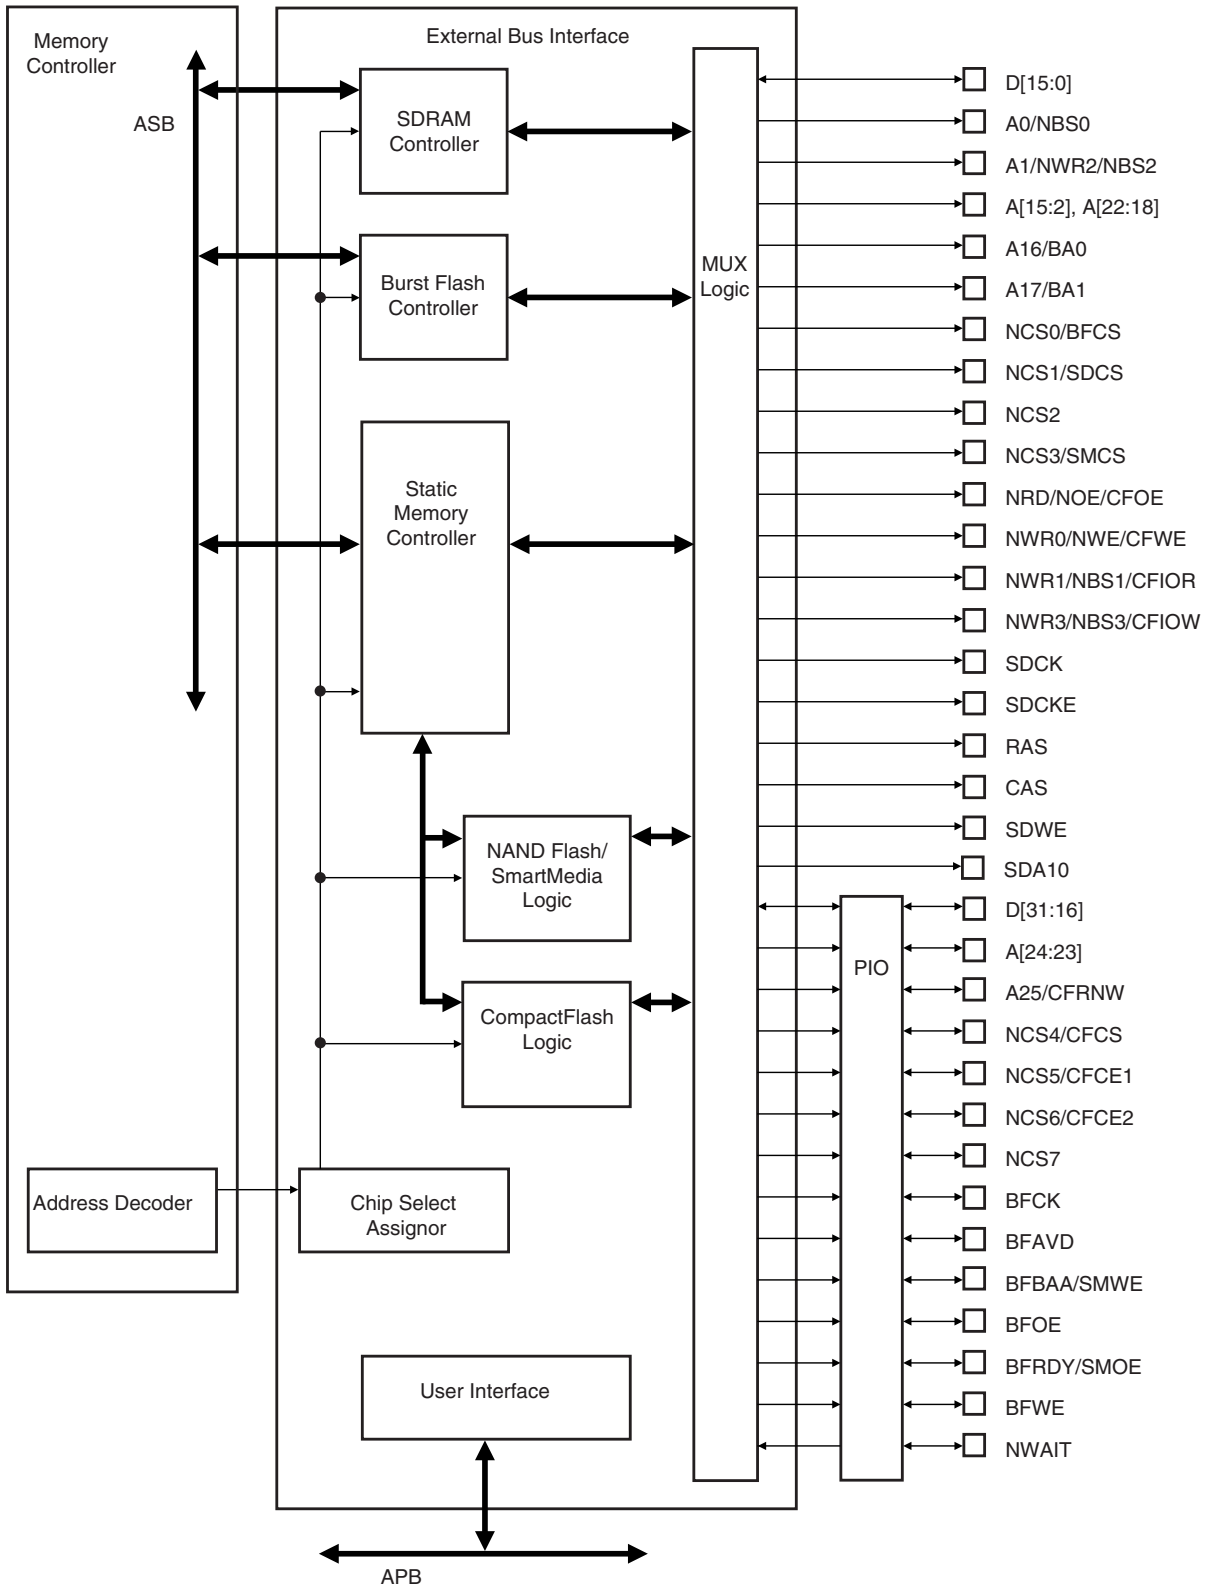 Memory
Controller
ASB
External Bus Interface
SDRAM
Controller
Burst Flash
Controller
Static
Memory
Controller
NAND Flash/
SmartMedia
Logic
CompactFlash
Logic
Address Decoder
Chip Select
Assignor
User Interface
APB
MUX
Logic
PIO
D[15:0]
A0/NBS0
A1/NWR2/NBS2
A[15:2], A[22:18]
A16/BA0
A17/BA1
NCS0/BFCS
NCS1/SDCS
NCS2
NCS3/SMCS
NRD/NOE/CFOE
NWR0/NWE/CFWE
NWR1/NBS1/CFIOR
NWR3/NBS3/CFIOW
SDCK
SDCKE
RAS
CAS
SDWE
SDA10
D[31:16]
A[24:23]
A25/CFRNW
NCS4/CFCS
NCS5/CFCE1
NCS6/CFCE2
NCS7
BFCK
BFAVD
BFBAA/SMWE
BFOE
BFRDY/SMOE
BFWE
NWAIT